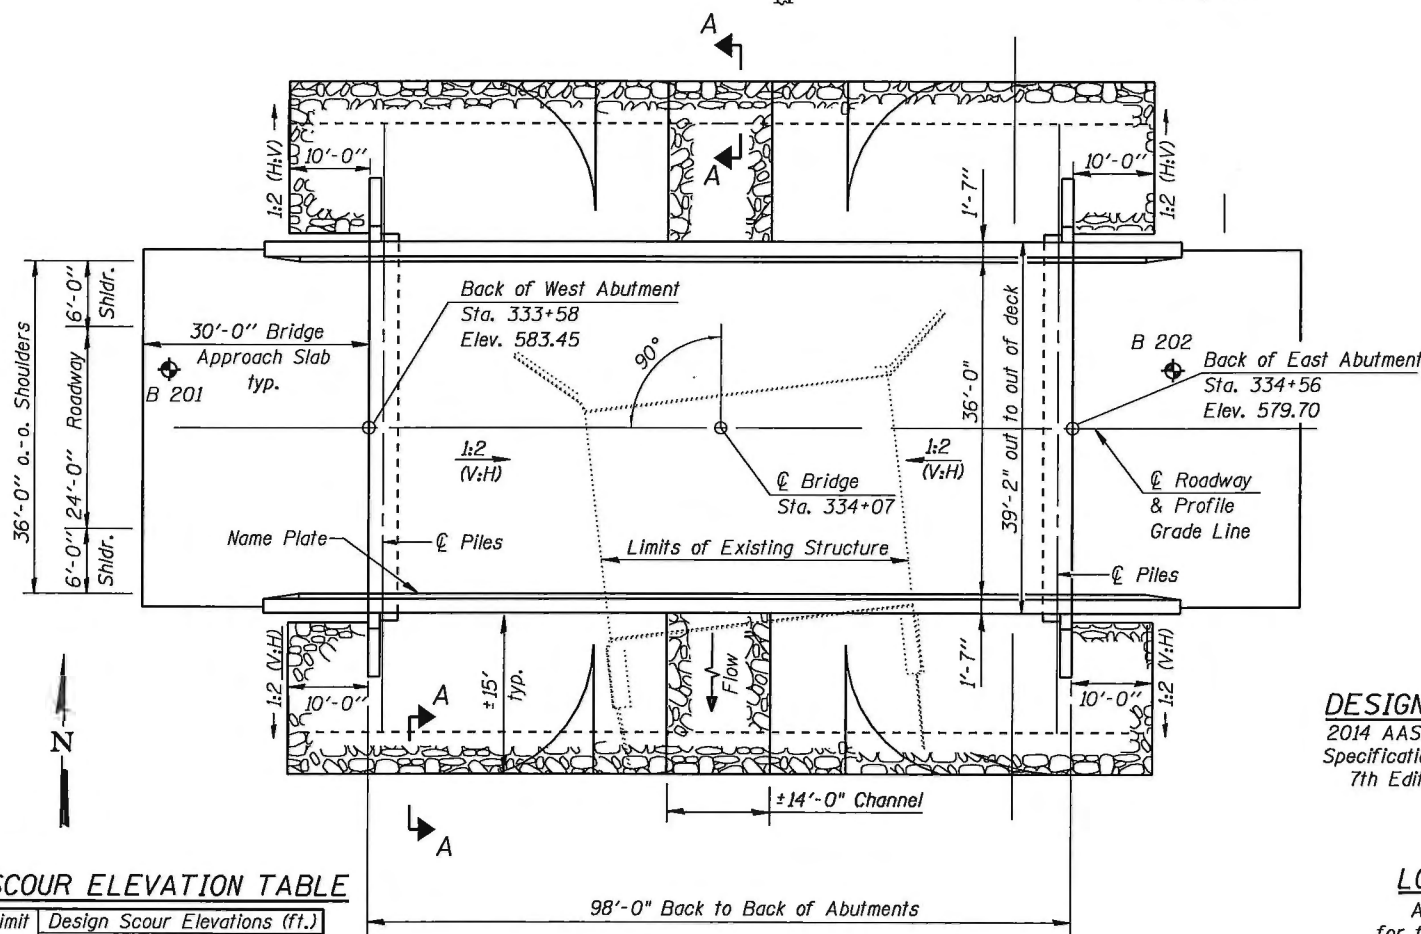 A
A
10'-0"
1:2 (H:V)
1'-7"
10'-0"
1:2 (H:V)
Back of West Abutment
Sta. 333+58
Elev. 583.45
6'-0"
Shldr.
30'-0" Bridge
Approach Slab
typ.
B 201
90°
B 202
Back of East Abutment
Sta. 334+56
Elev. 579.70
36'-0" o.-o. Shoulders
24'-0" Roadway
36'-0"
39'-2" out to out of deck
1:2
(V:H)
1:2
(V:H)
℄ Bridge
Sta. 334+07
℄ Roadway
& Profile
Grade Line
Name Plate
℄ Piles
Limits of Existing Structure
℄ Piles
6'-0"
Shldr.
1:2 (V:H)
10'-0"
±15'
typ.
Flow
1'-7"
10'-0"
1:2 (V:H)
A
A
N
±14'-0" Channel
DESIGN
2014 AAS
Specificatio
7th Edit
SCOUR ELEVATION TABLE
imit Design Scour Elevations (ft.)
98'-0" Back to Back of Abutments
LO
A
for t